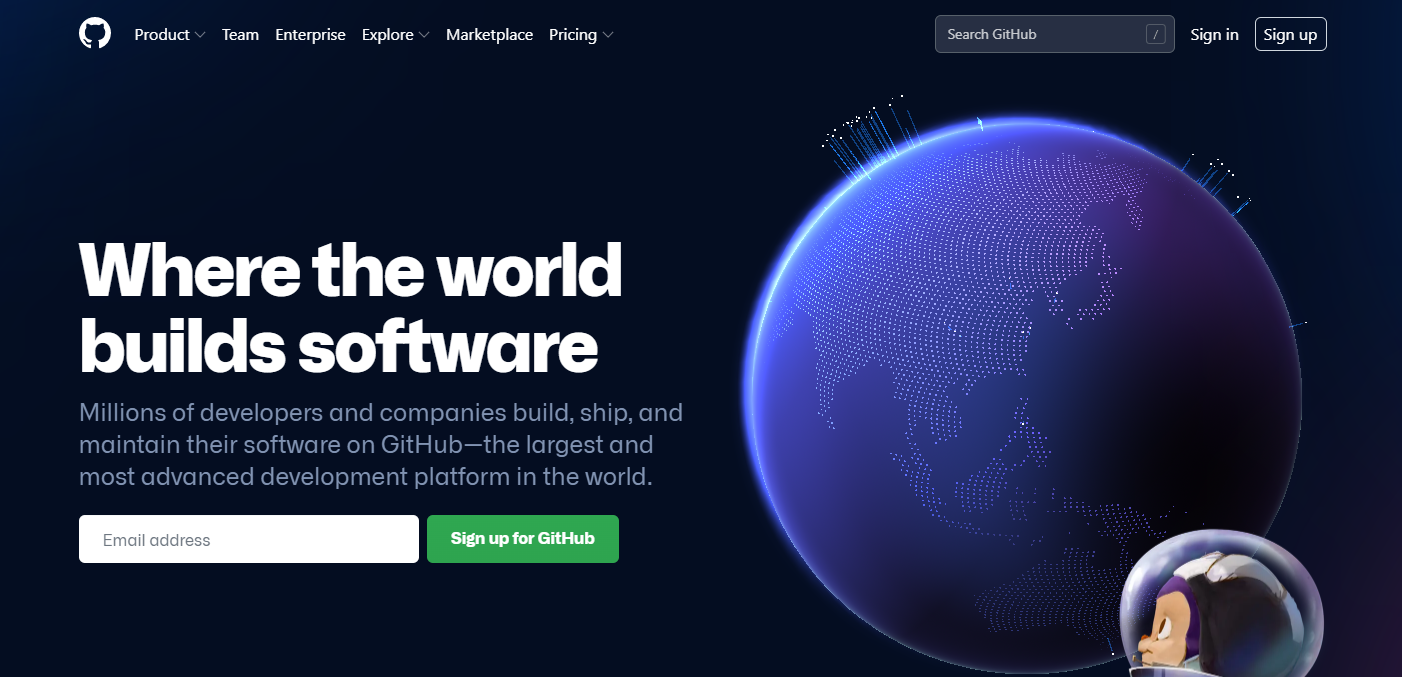 Product Team Enterprise Explore Marketplace Pricing Search GitHub / Sign in Sign up
Where the world
builds software
Millions of developers and companies build, ship, and
maintain their software on GitHub—the largest and
most advanced development platform in the world.
Email address Sign up for GitHub